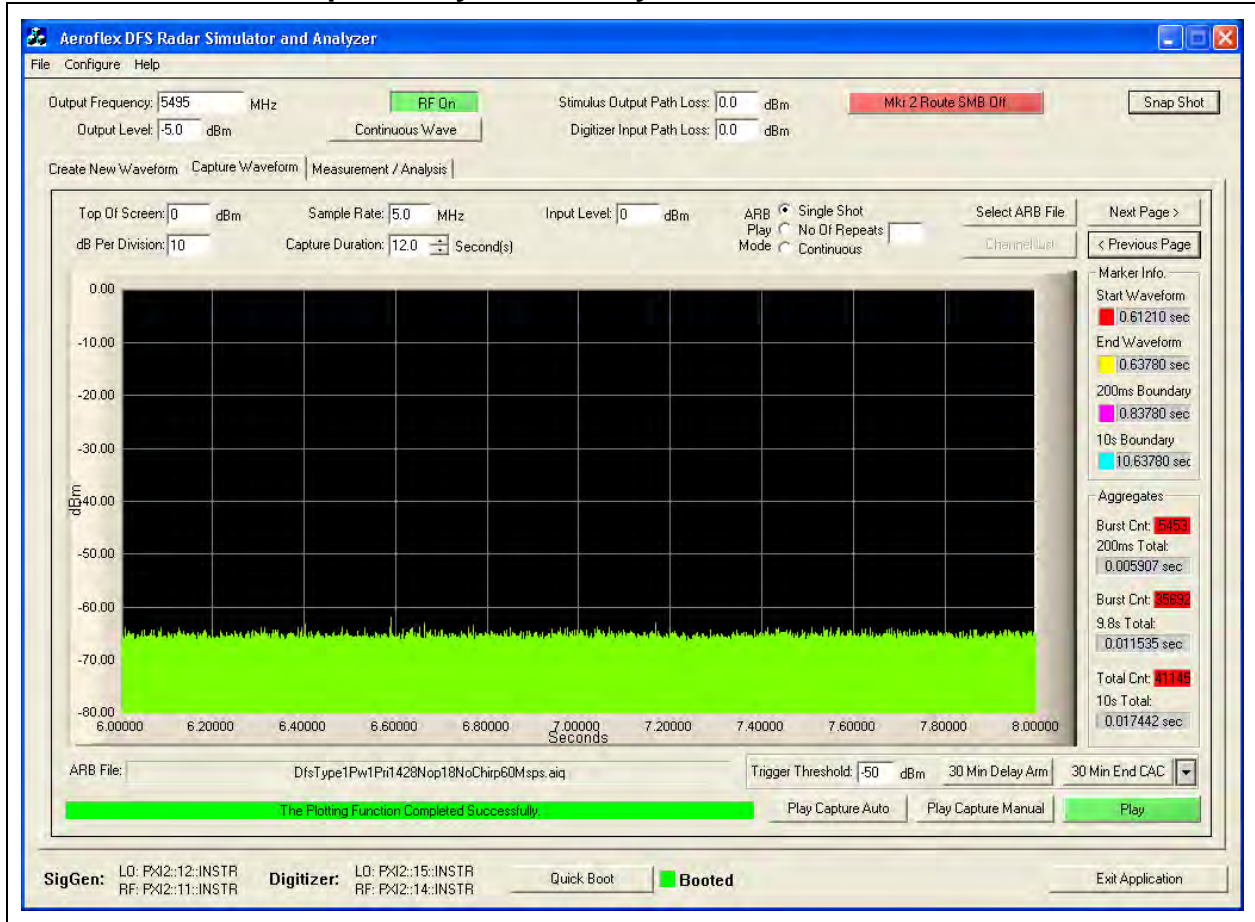 Aeroflex DFS Radar Simulator and Analyzer
File Configure Help
Output Frequency: 5495 MHz
RF On
Stimulus Output Path Loss: 0.0 dBm
Mkr 2 Route SMB Off
Snap Shot
Output Level: -5.0 dBm
Continuous Wave
Digitizer Input Path Loss: 0.0 dBm
Create New Waveform Capture Waveform Measurement / Analysis
Top Of Screen: 0 dBm
Sample Rate: 5.0 MHz
Input Level: 0 dBm
ARB Play Mode
Single Shot
No Of Repeats
Continuous
Select ARB File
Next Page >
dB Per Division: 10
Capture Duration: 12.0 Second(s)
Channel List
< Previous Page
0.00
-10.00
-20.00
-30.00
-40.00
-50.00
-60.00
-70.00
-80.00
dBm
6.00000 6.20000 6.40000 6.60000 6.80000 7.00000 7.20000 7.40000 7.60000 7.80000 8.00000
Seconds
Marker Info.
Start Waveform
0.61210 sec
End Waveform
0.63780 sec
200ms Boundary
0.83780 sec
10s Boundary
10.63780 sec
Aggregates
Burst Cnt: 5453
200ms Total:
0.005907 sec
Burst Cnt: 35692
9.8s Total:
0.011535 sec
Total Cnt: 41145
10s Total:
0.017442 sec
ARB File: DfsType1Pw1Pri1428Nop18NoChirp60Msps.aiq
Trigger Threshold: -50 dBm
30 Min Delay Arm
30 Min End CAC
The Plotting Function Completed Successfully.
Play Capture Auto
Play Capture Manual
Play
SigGen: LO: PXI2::12::INSTR
RF: PXI2::11::INSTR
Digitizer: LO: PXI2::15::INSTR
RF: PXI2::14::INSTR
Quick Boot
Booted
Exit Application